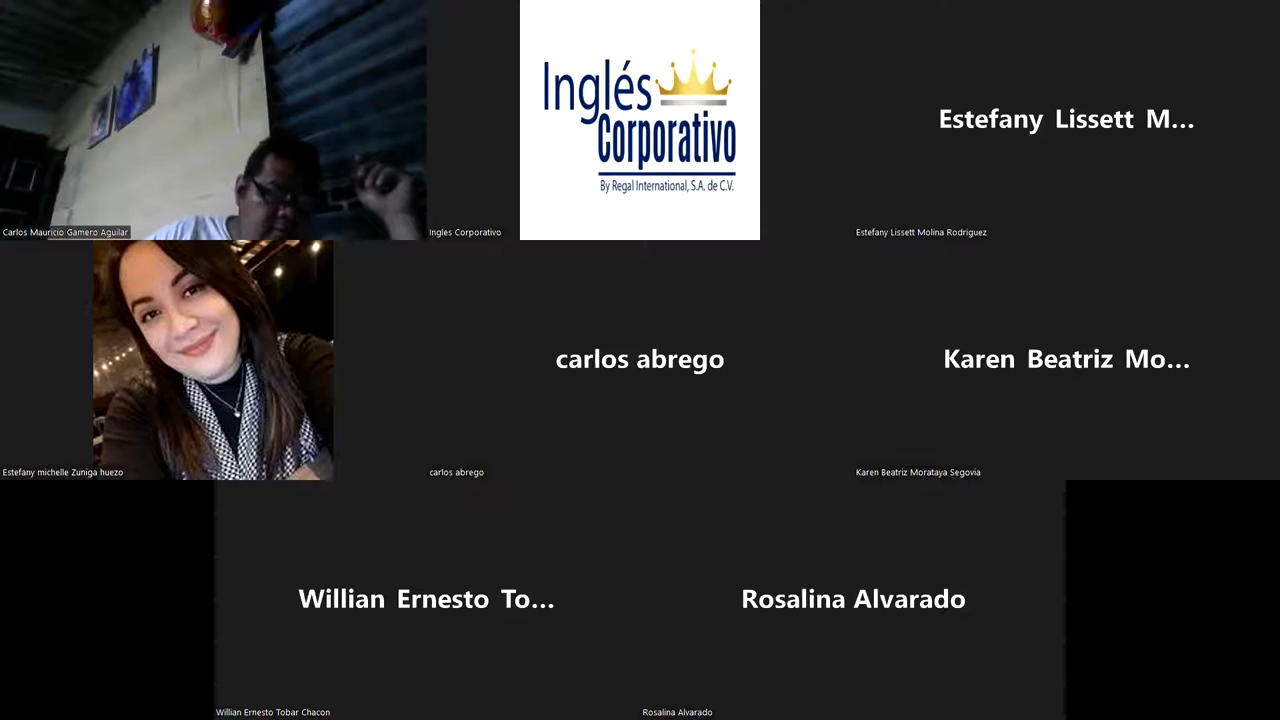 Inglés
Corporativo
By Regal International, S.A. de C.V.
Estefany Lissett M...
Carlos Mauricio Gamero Aguilar
Ingles Corporativo
Estefany Lissett Molina Rodriguez
carlos abrego
Karen Beatriz Mo...
Estefany michelle Zuniga huezo
carlos abrego
Karen Beatriz Morataya Segovia
Willian Ernesto To...
Rosalina Alvarado
Willian Ernesto Tobar Chacon
Rosalina Alvarado